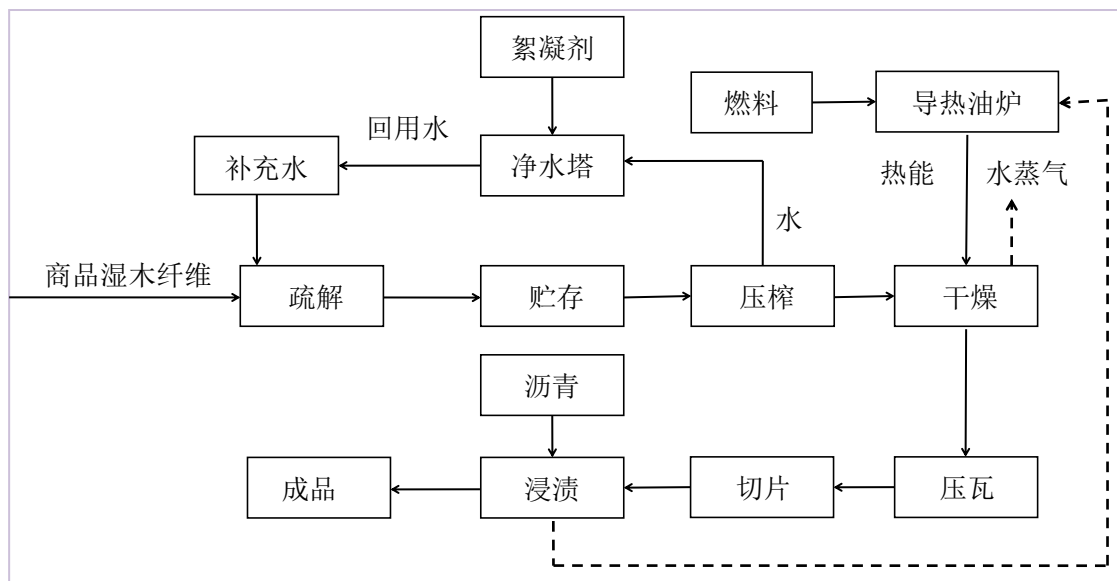 絮凝剂
燃料
导热油炉
回用水
补充水
净水塔
热能
水蒸气
水
商品湿木纤维
疏解
贮存
压榨
干燥
沥青
成品
浸渍
切片
压瓦